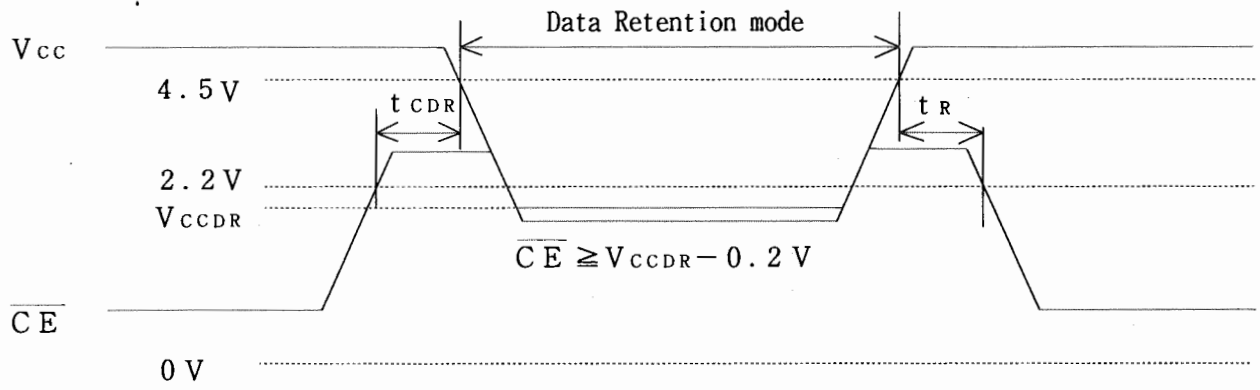 Data Retention mode
Vcc
4.5V
tCDR
tR
2.2V
VCCDR
CE ≧VCCDR−0.2V
CE
0V